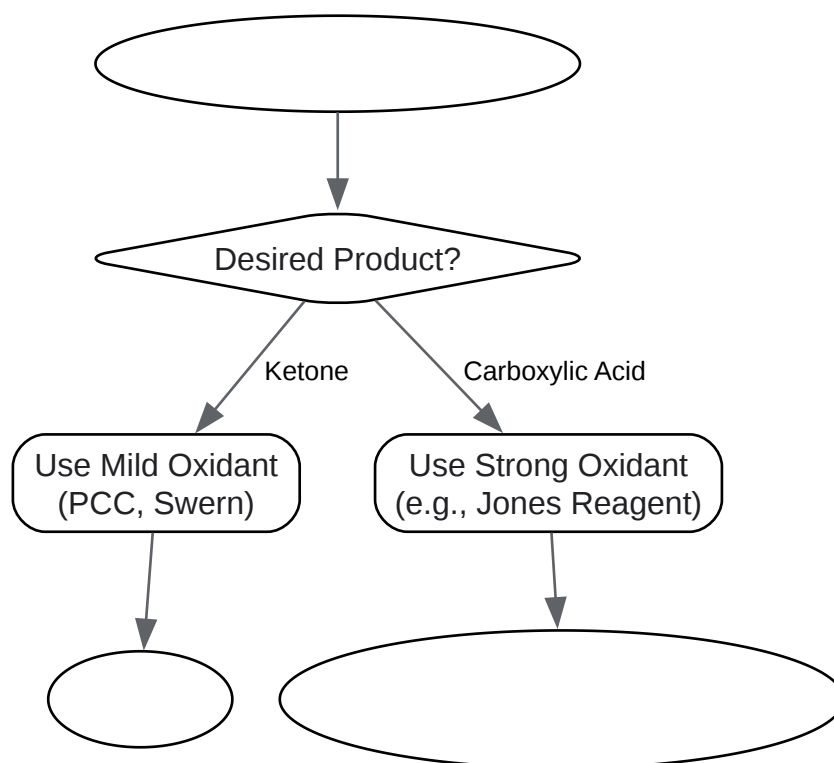 Desired Product?
Ketone
Carboxylic Acid
Use Mild Oxidant
(PCC, Swern)
Use Strong Oxidant
(e.g., Jones Reagent)